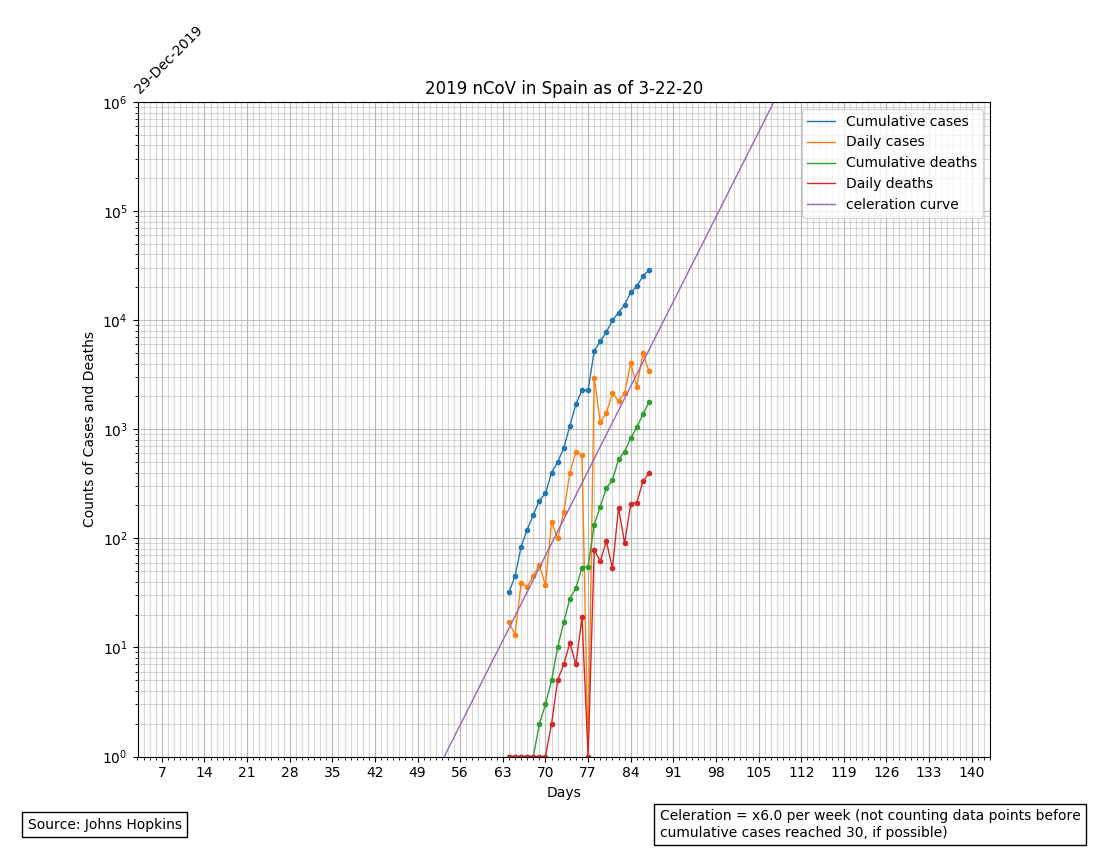 29-Dec-2019
2019 nCoV in Spain as of 3-22-20
Cumulative cases
Daily cases
Cumulative deaths
Daily deaths
celeration curve
10^6
10^5
10^4
10^3
10^2
10^1
10^0
Counts of Cases and Deaths
7 14 21 28 35 42 49 56 63 70 77 84 91 98 105 112 119 126 133 140
Days
Source: Johns Hopkins
Celeration = x6.0 per week (not counting data points before
cumulative cases reached 30, if possible)